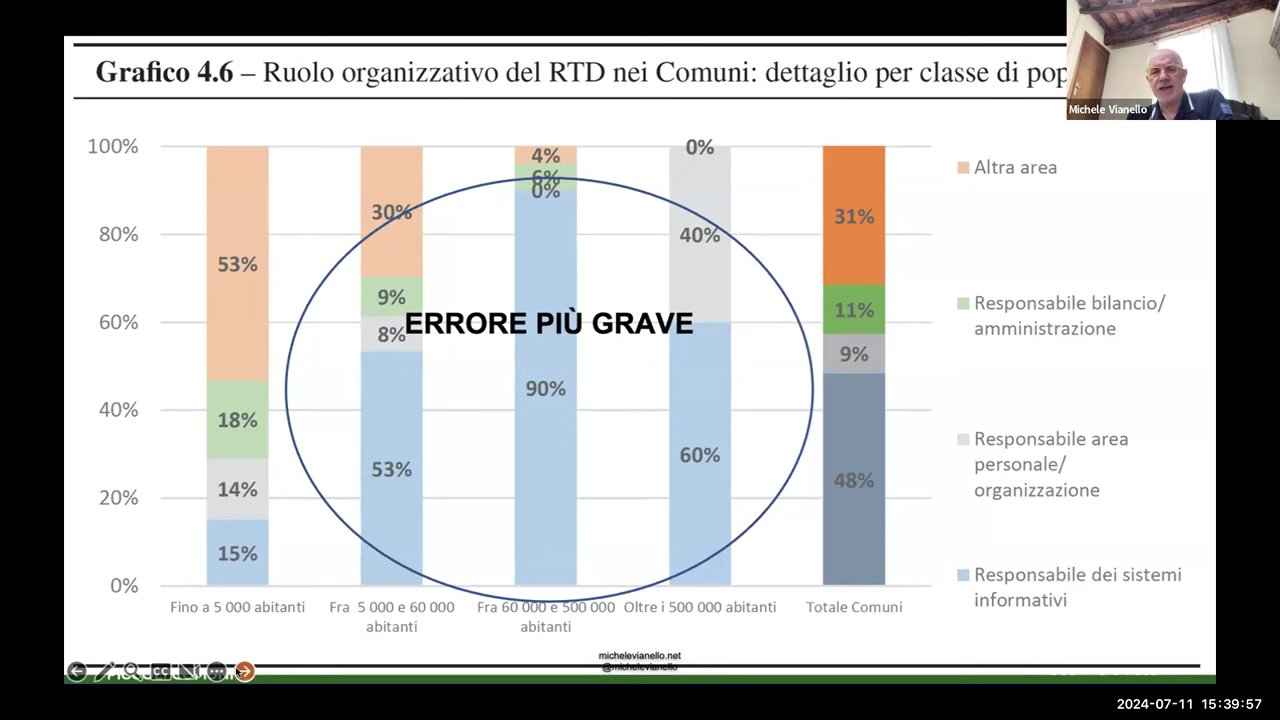 Grafico 4.6 – Ruolo organizzativo del RTD nei Comuni: dettaglio per classe di pop
Michele Vianello
100%
80%
60%
40%
20%
0%
53%
18%
14%
15%
30%
9%
8%
53%
4%
6%
0%
90%
0%
40%
60%
31%
11%
9%
48%
ERRORE PIÙ GRAVE
Altra area
Responsabile bilancio/
amministrazione
Responsabile area
personale/
organizzazione
Responsabile dei sistemi
informativi
Fino a 5 000 abitanti
Fra 5 000 e 60 000
abitanti
Fra 60 000 e 500 000
abitanti
Oltre i 500 000 abitanti
Totale Comuni
michelevianello.net
@michelevianello
CC
2024-07-11 15:39:57